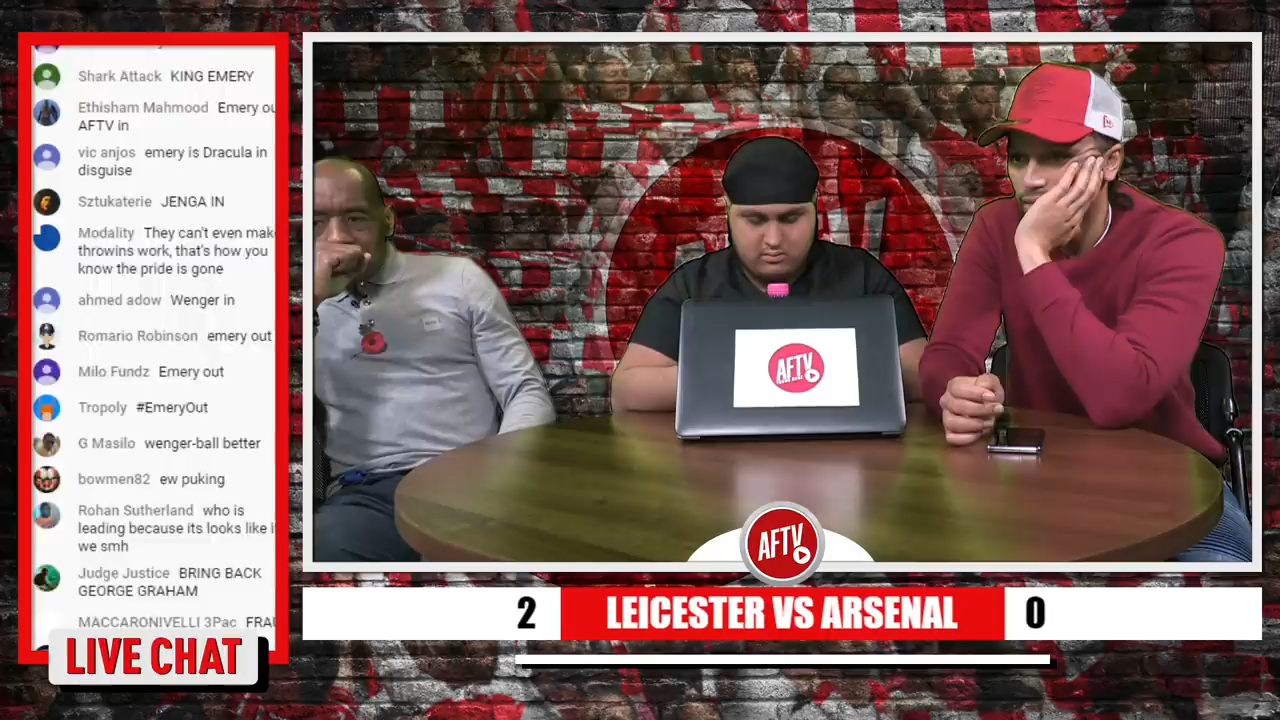 Shark Attack KING EMERY
Ethisham Mahmood Emery ou
AFTV in
vic anjos emery is Dracula in
disguise
Sztukaterie JENGA IN
Modality They can't even mak
throwins work, that's how you
know the pride is gone
ahmed adow Wenger in
Romario Robinson emery out
Milo Fundz Emery out
Tropoly #EmeryOut
G Masilo wenger-ball better
bowmen82 ew puking
Rohan Sutherland who is
leading because its looks like i
we smh
Judge Justice BRING BACK
GEORGE GRAHAM
MACCARONIVELLI 3Pac FRAU
LIVE CHAT
AFTV
AFTV
2 LEICESTER VS ARSENAL 0